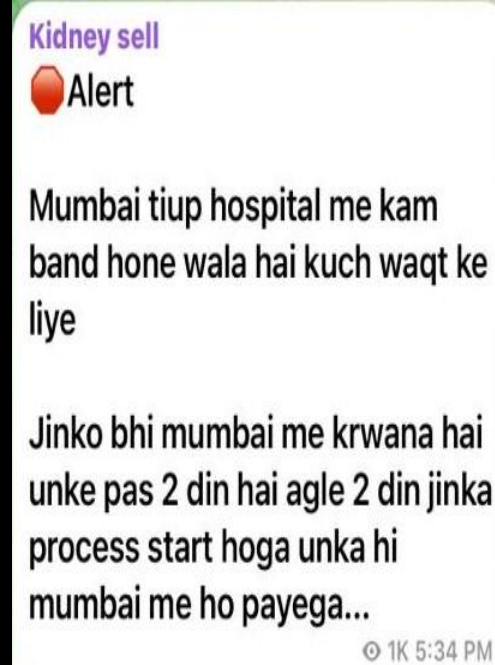 Kidney sell
🛑Alert
Mumbai tiup hospital me kam
band hone wala hai kuch waqt ke
liye
Jinko bhi mumbai me krwana hai
unke pas 2 din hai agle 2 din jinka
process start hoga unka hi
mumbai me ho payega...
1K 5:34 PM